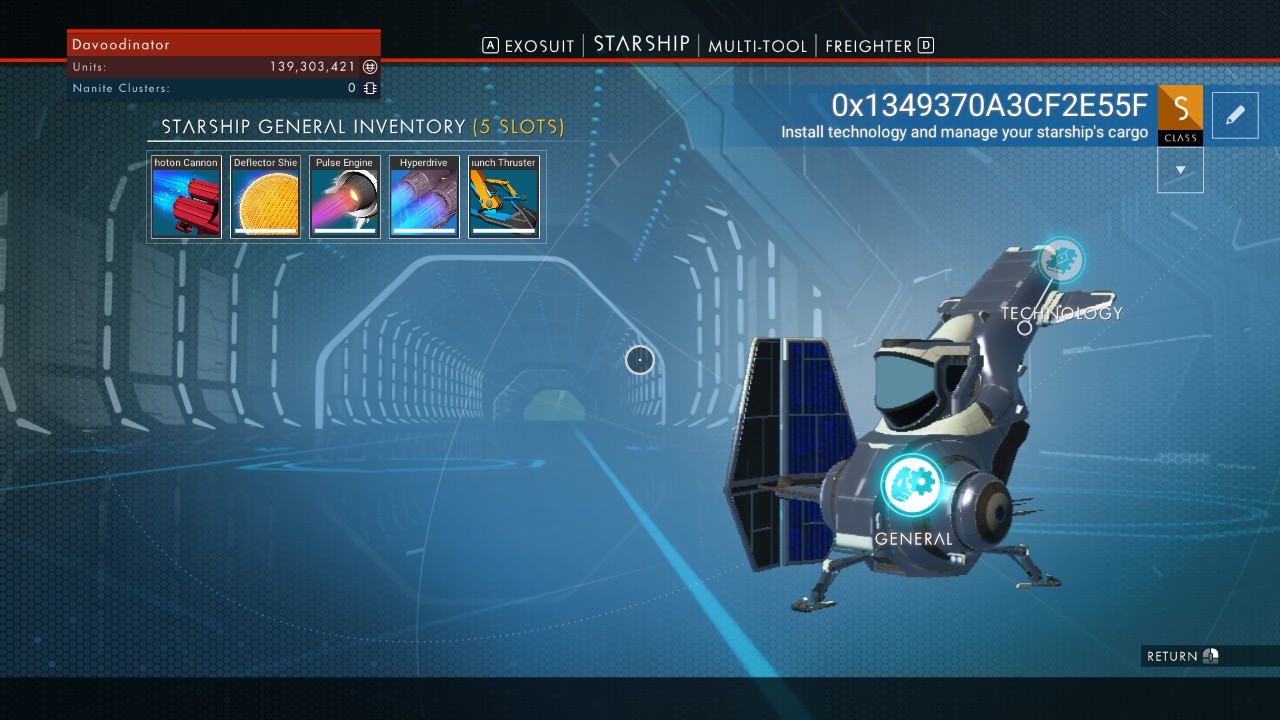 Davoodinator
Units: 139,303,421
Nanite Clusters: 0
A EXOSUIT STARSHIP MULTI-TOOL FREIGHTER D
0x1349370A3CF2E55F
Install technology and manage your starship's cargo
S
CLASS
STARSHIP GENERAL INVENTORY (5 SLOTS)
hoton Cannon Deflector Shie Pulse Engine Hyperdrive unch Thruster
TECHNOLOGY
GENERAL
RETURN